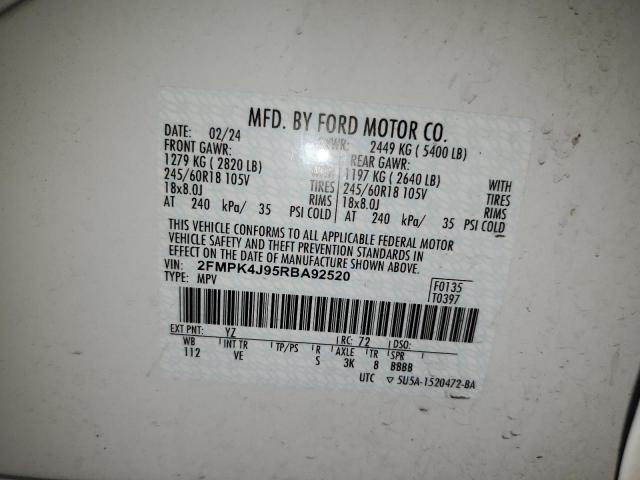 MFD. BY FORD MOTOR CO.
DATE: 02/24 GVWR: 2449 KG ( 5400 LB)
FRONT GAWR: REAR GAWR:
1279 KG ( 2820 LB) WITH 1197 KG ( 2640 LB) WITH
245/60R18 105V TIRES 245/60R18 105V TIRES
18x8.0J RIMS 18x8.0J RIMS
AT 240 kPa/ 35 PSI COLD AT 240 kPa/ 35 PSI COLD
THIS VEHICLE CONFORMS TO ALL APPLICABLE FEDERAL MOTOR
VEHICLE SAFETY AND THEFT PREVENTION STANDARDS IN
EFFECT ON THE DATE OF MANUFACTURE SHOWN ABOVE.
VIN: 2FMPK4J95RBA92520 F0135
TYPE: MPV T0397
EXT PNT: YZ RC: 72 DSO:
WB INT TR TP/PS R AXLE TR SPR
112 VE S 3K 8 BBBB
UTC ▽ 5U5A-1520472-BA